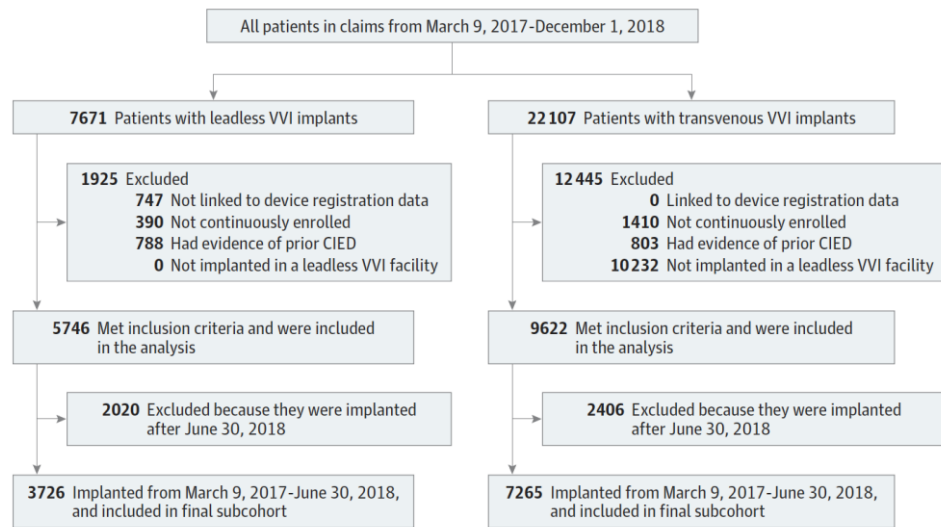 All patients in claims from March 9, 2017-December 1, 2018
7671 Patients with leadless VVI implants
22107 Patients with transvenous VVI implants
1925 Excluded
747 Not linked to device registration data
390 Not continuously enrolled
788 Had evidence of prior CIED
0 Not implanted in a leadless VVI facility
12445 Excluded
0 Linked to device registration data
1410 Not continuously enrolled
803 Had evidence of prior CIED
10232 Not implanted in a leadless VVI facility
5746 Met inclusion criteria and were included
in the analysis
9622 Met inclusion criteria and were included
in the analysis
2020 Excluded because they were implanted
after June 30, 2018
2406 Excluded because they were implanted
after June 30, 2018
3726 Implanted from March 9, 2017-June 30, 2018,
and included in final subcohort
7265 Implanted from March 9, 2017-June 30, 2018,
and included in final subcohort